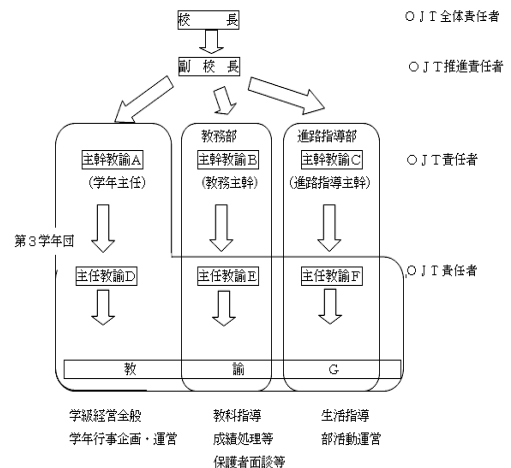 校 長
ＯＪＴ全体責任者
副 校 長
ＯＪＴ推進責任者
教務部
進路指導部
主幹教諭A
主幹教諭B
主幹教諭C
ＯＪＴ責任者
(学年主任)
(教務主幹)
(進路指導主幹)
第３学年団
主任教諭D
主任教諭E
主任教諭F
ＯＪＴ責任者
教 諭 G
学級経営全般
教科指導
生活指導
学年行事企画・運営
成績処理等
部活動運営
保護者面談等